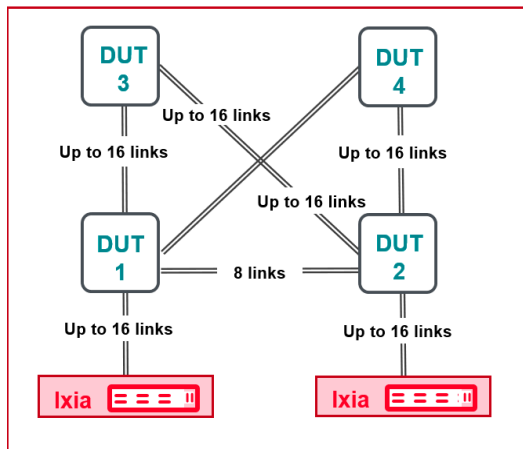 DUT
3
DUT
4
Up to 16 links
Up to 16 links
Up to 16 links
Up to 16 links
DUT
1
DUT
2
8 links
Up to 16 links
Up to 16 links
Ixia
Ixia